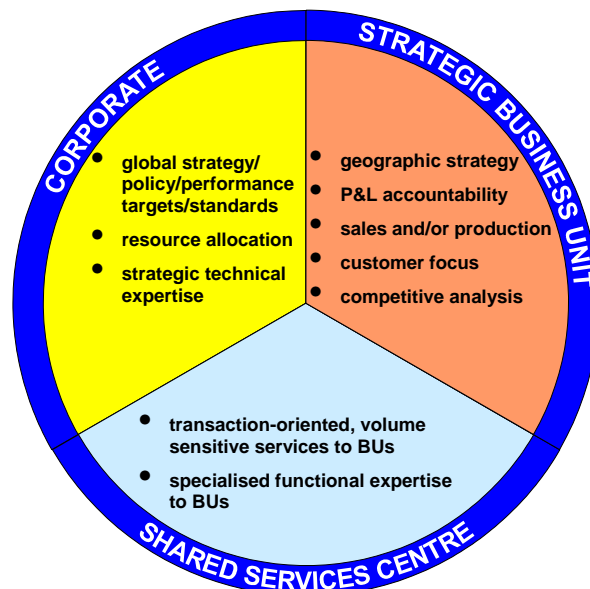 CORPORATE
• global strategy/
policy/performance
targets/standards
• resource allocation
• strategic technical
expertise
STRATEGIC BUSINESS UNIT
• geographic strategy
• P&L accountability
• sales and/or production
• customer focus
• competitive analysis
• transaction-oriented, volume
sensitive services to BUs
• specialised functional expertise
to BUs
SHARED SERVICES CENTRE